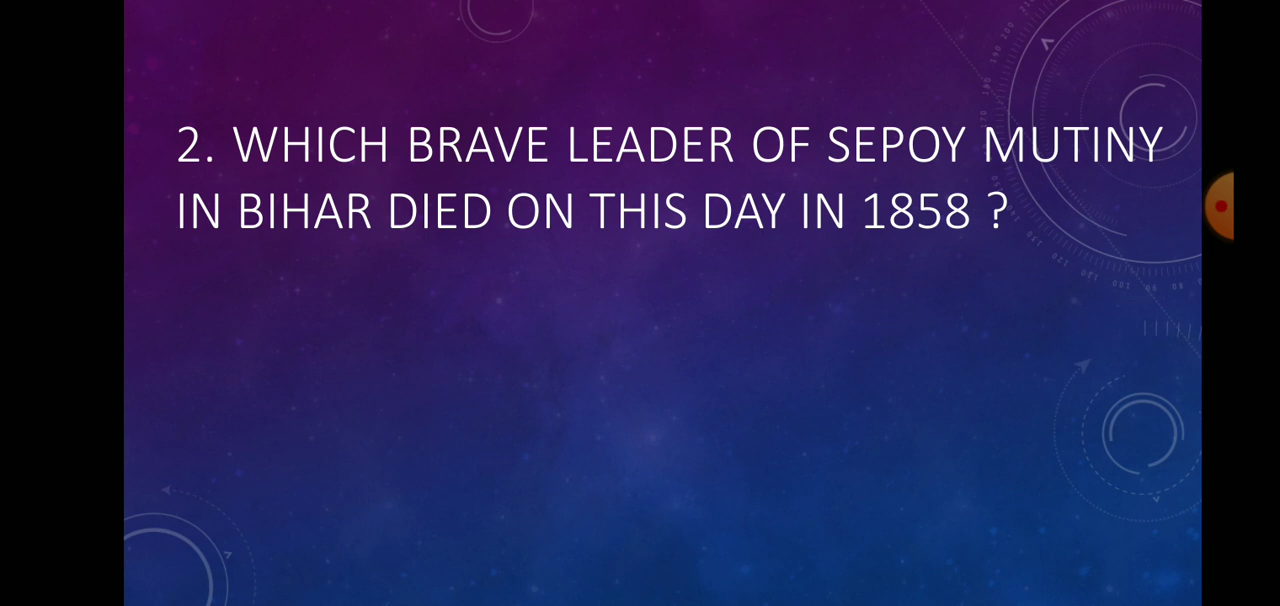 2. WHICH BRAVE LEADER OF SEPOY MUTINY
IN BIHAR DIED ON THIS DAY IN 1858 ?